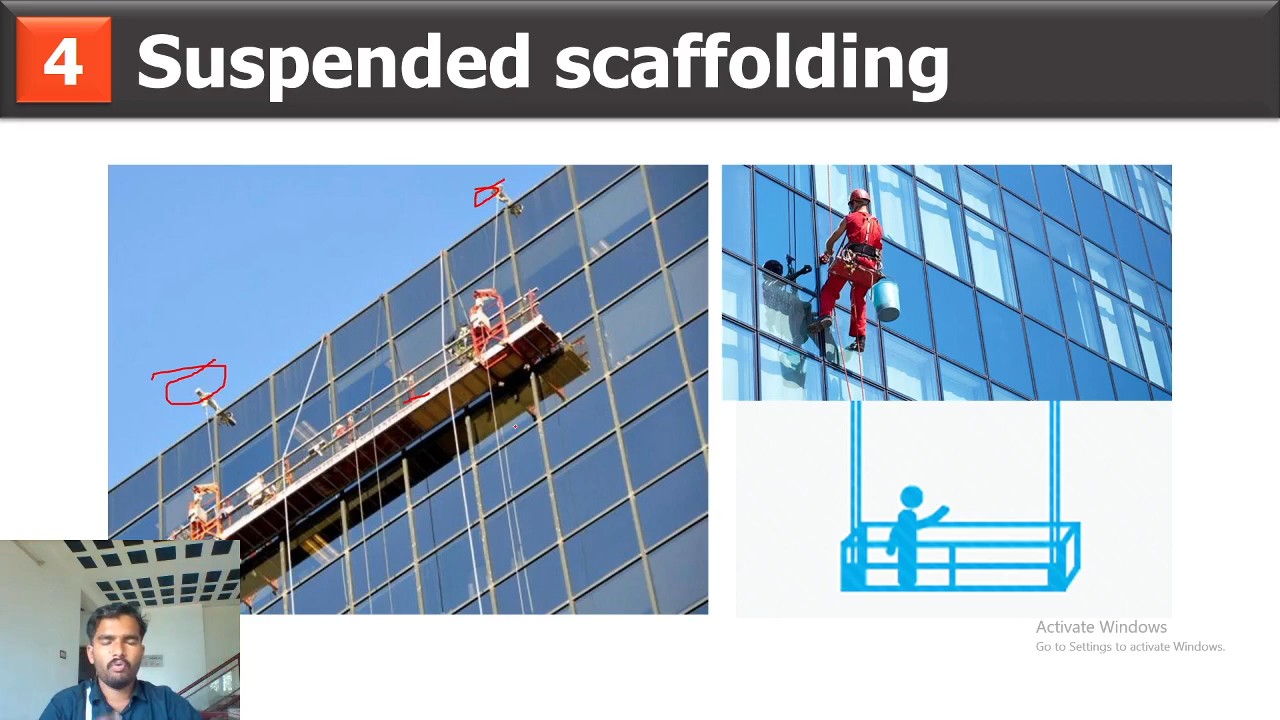 4 Suspended scaffolding
Activate Windows
Go to Settings to activate Windows.